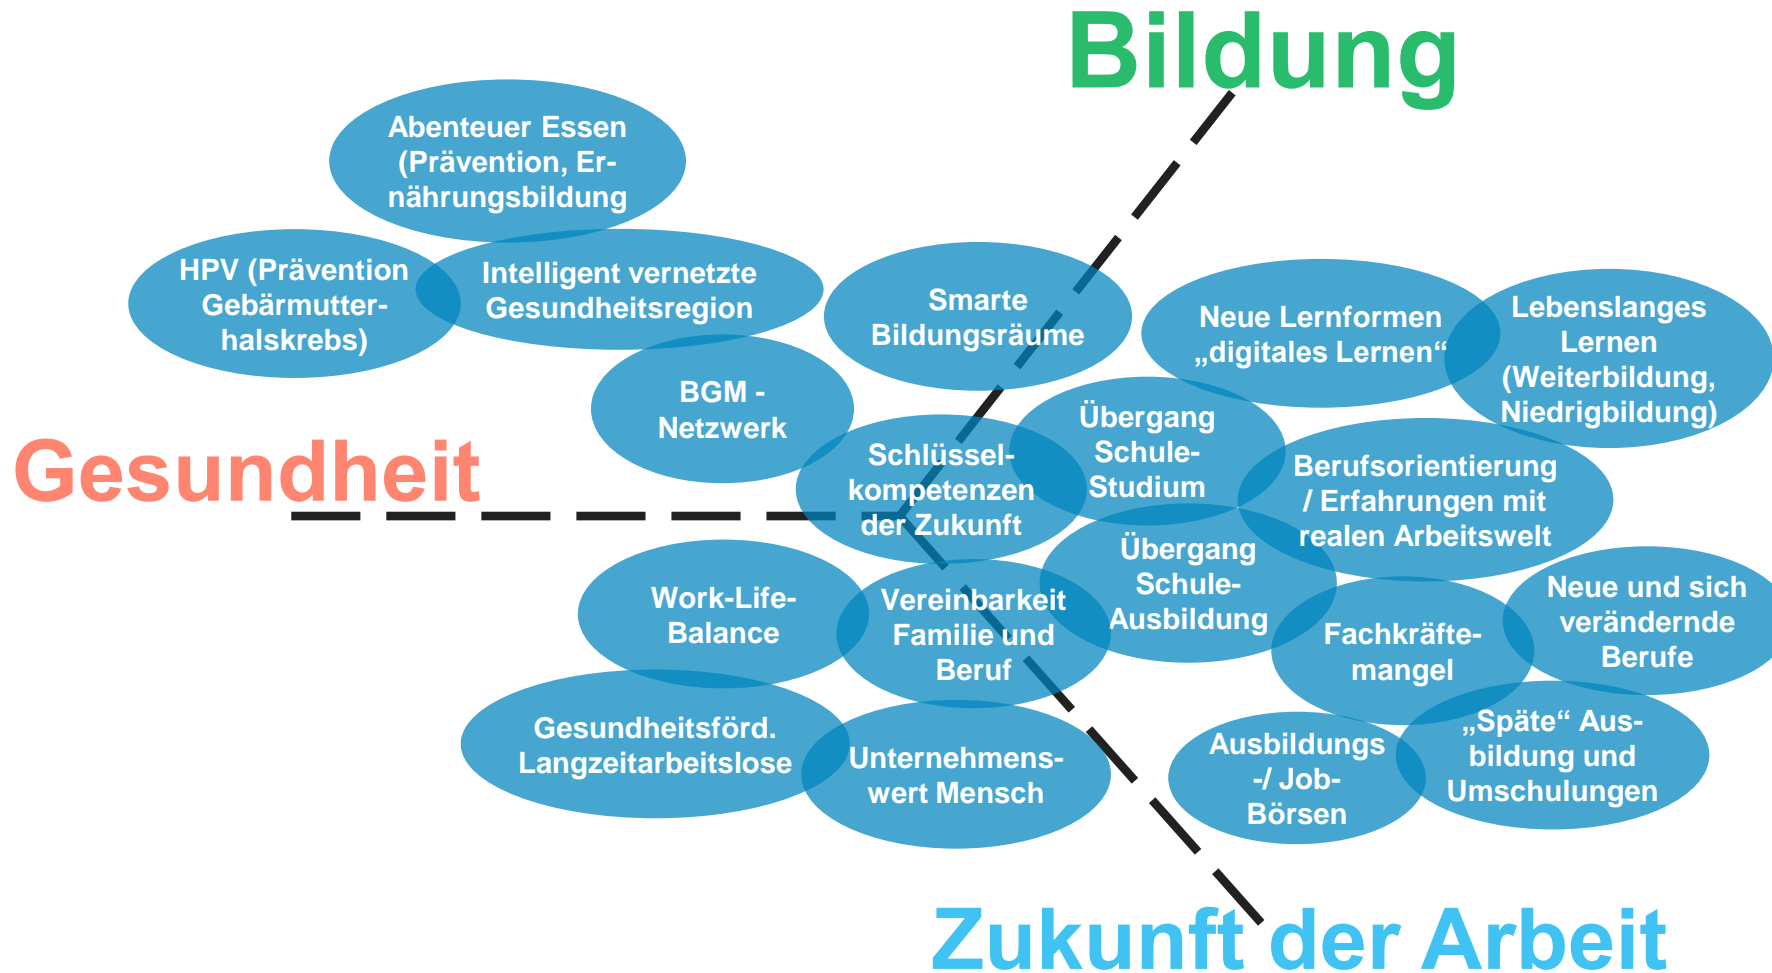 Bildung
Abenteuer Essen
(Prävention, Er-
nährungsbildung
HPV (Prävention
Gebärmutter-
halskrebs)
Intelligent vernetzte
Gesundheitsregion
Smarte
Bildungsräume
Neue Lernformen
„digitales Lernen“
Lebenslanges
Lernen
(Weiterbildung,
Niedrigbildung)
BGM -
Netzwerk
Gesundheit
Schlüssel-
kompetenzen
der Zukunft
Übergang
Schule-
Studium
Berufsorientierung
/ Erfahrungen mit
realen Arbeitswelt
Work-Life-
Balance
Vereinbarkeit
Familie und
Beruf
Übergang
Schule-
Ausbildung
Fachkräfte-
mangel
Neue und sich
verändernde
Berufe
Gesundheitsförd.
Langzeitarbeitslose
Unternehmens-
wert Mensch
Ausbildungs
-/ Job-
Börsen
„Späte“ Aus-
bildung und
Umschulungen
Zukunft der Arbeit